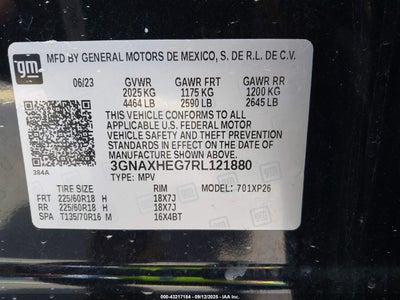 gm
MFD BY GENERAL MOTORS DE MEXICO, S. DE R.L. DE C.V.
06/23 GVWR GAWR FRT GAWR RR
2025 KG 1175 KG 1200 KG
4464 LB 2590 LB 2645 LB
THIS VEHICLE CONFORMS TO ALL
APPLICABLE U.S. FEDERAL MOTOR
VEHICLE SAFETY AND THEFT PREVENTION
STANDARDS IN EFFECT ON THE DATE
OF MANUFACTURE SHOWN ABOVE.
384A 3GNAXHEG7RL121880
TYPE: MPV
TIRE SIZE RIM MODEL: 701XP26
FRT 225/60R18 H 18X7J
RR 225/60R18 H 18X7J
SPA T135/70R16 M 16X4BT
000-43217184 - 09/12/2025 - IAAI.com